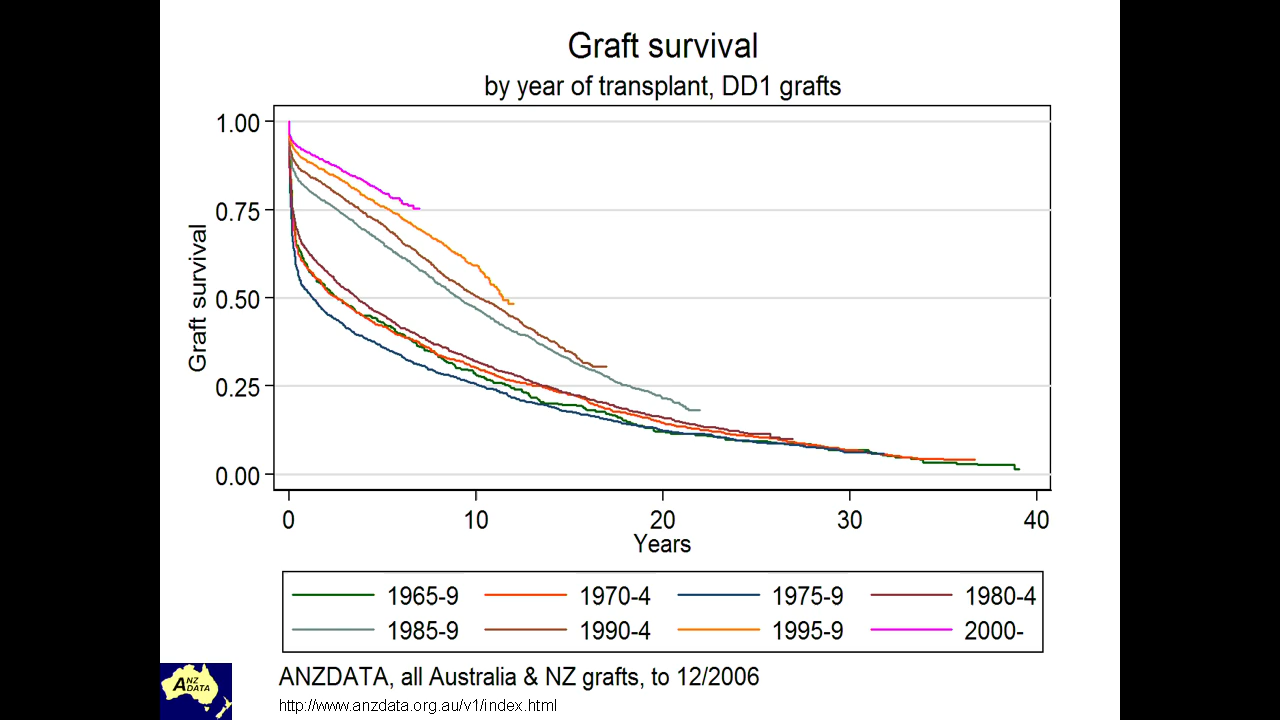 Graft survival
by year of transplant, DD1 grafts
1.00
0.75
0.50
0.25
0.00
Graft survival
0 10 20 30 40
Years
1965-9 1970-4 1975-9 1980-4
1985-9 1990-4 1995-9 2000-
ANZDATA, all Australia & NZ grafts, to 12/2006
http://www.anzdata.org.au/v1/index.html
ANZ
DATA